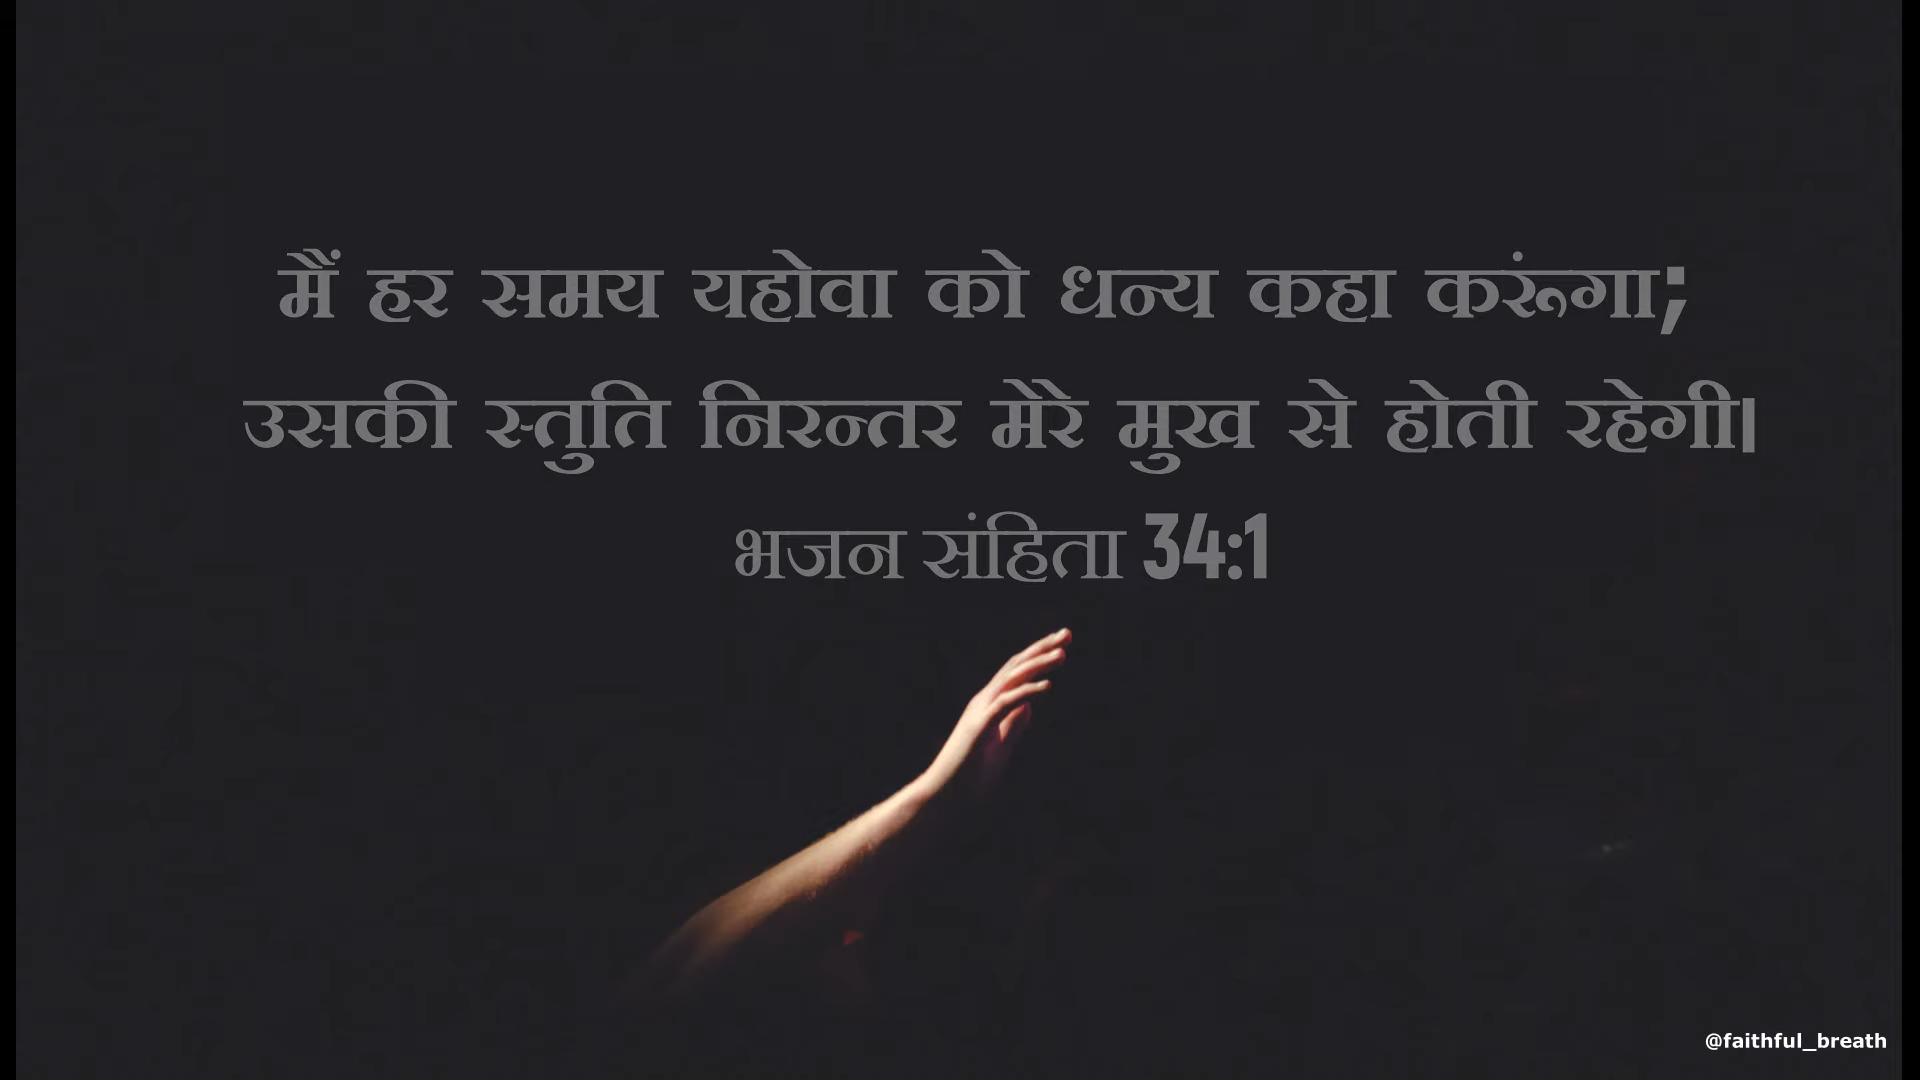 मैं हर समय यहोवा को धन्य कहा करूंगा;
उसकी स्तुति निरन्तर मेरे मुख से होती रहेगी।
भजन संहिता 34:1
@faithful_breath